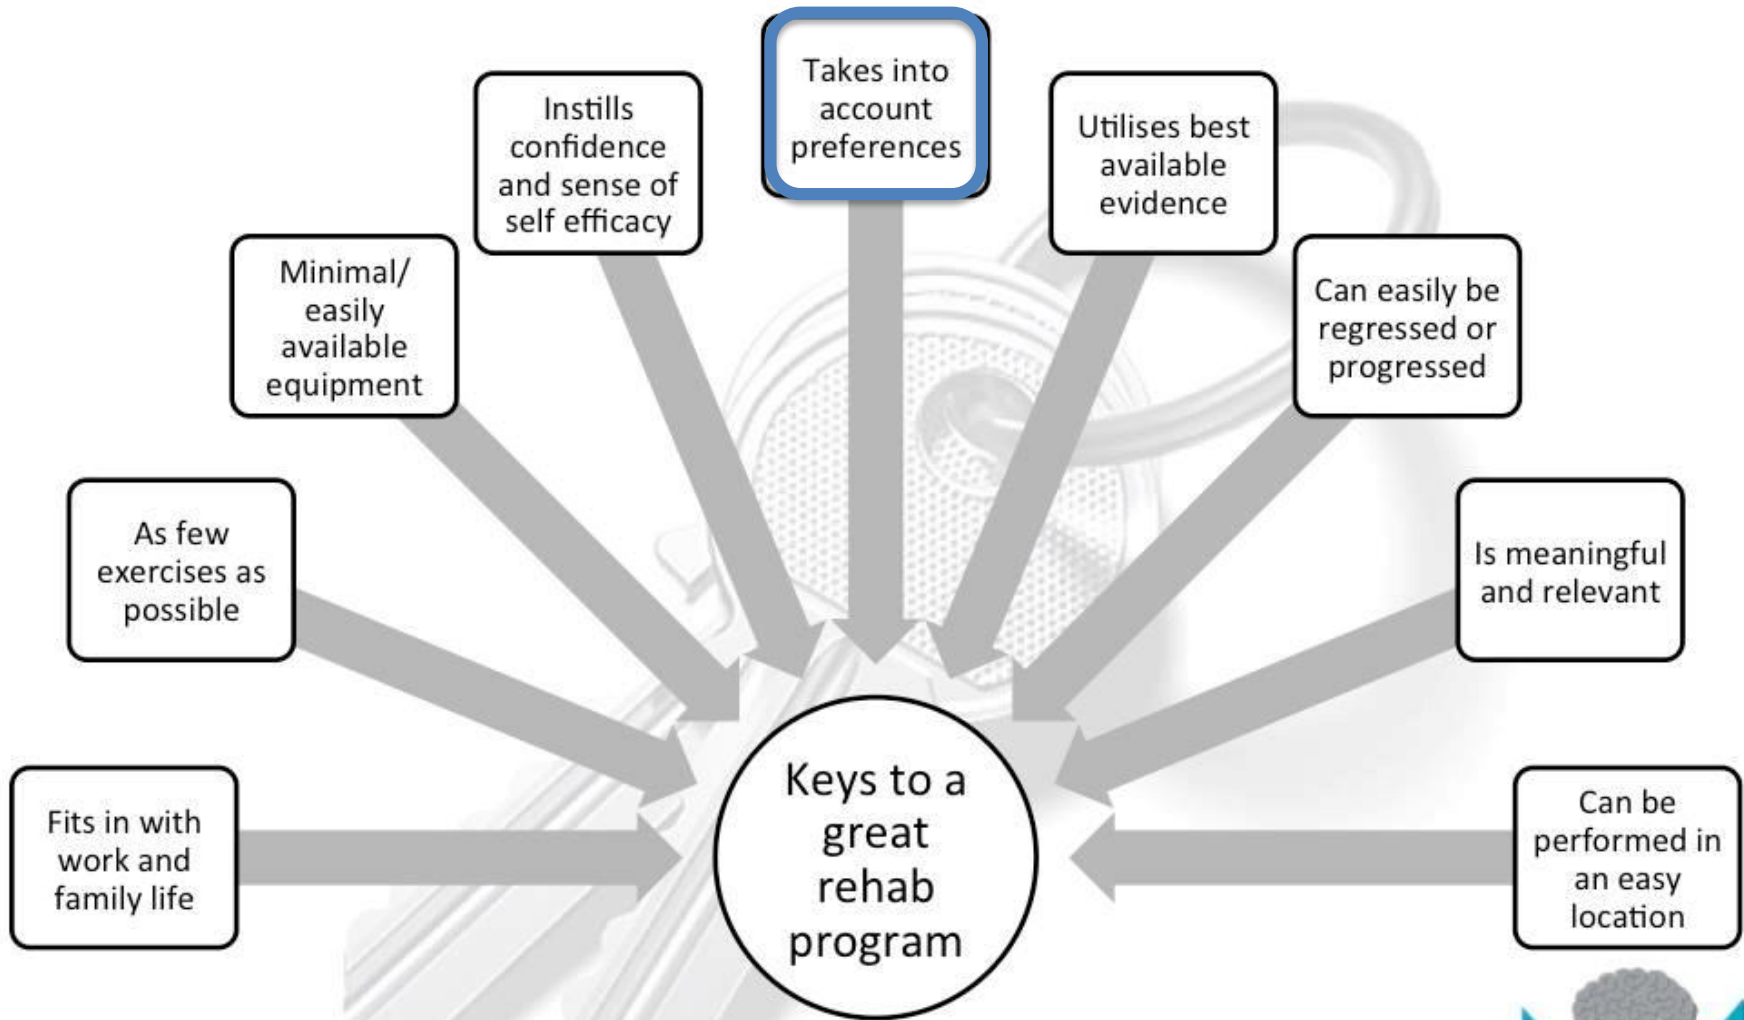 Takes into
account
preferences
Instills
confidence
and sense of
self efficacy
Utilises best
available
evidence
Minimal/
easily
available
equipment
Can easily be
regressed or
progressed
As few
exercises as
possible
Is meaningful
and relevant
Fits in with
work and
family life
Keys to a
great
rehab
program
Can be
performed in
an easy
location